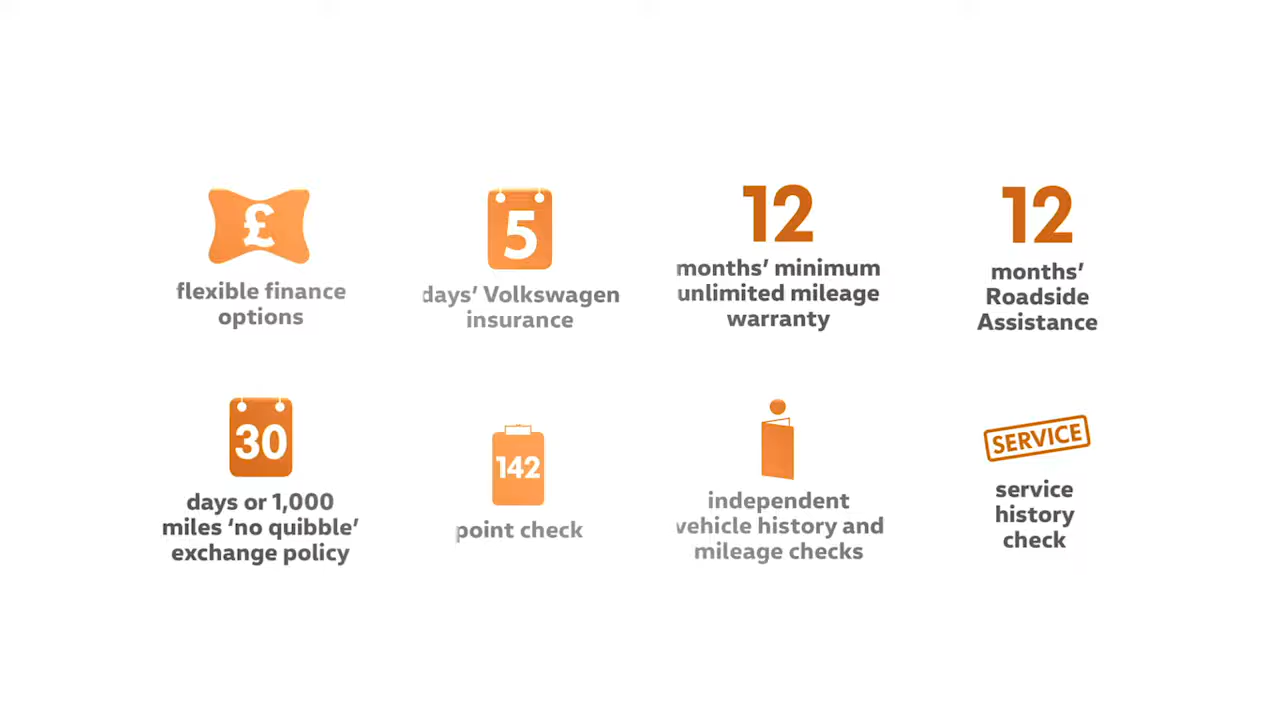 £
flexible finance
options
5
days’ Volkswagen
insurance
12
months’ minimum
unlimited mileage
warranty
12
months’
Roadside
Assistance
30
days or 1,000
miles ‘no quibble’
exchange policy
142
point check
independent
vehicle history and
mileage checks
SERVICE
service
history
check